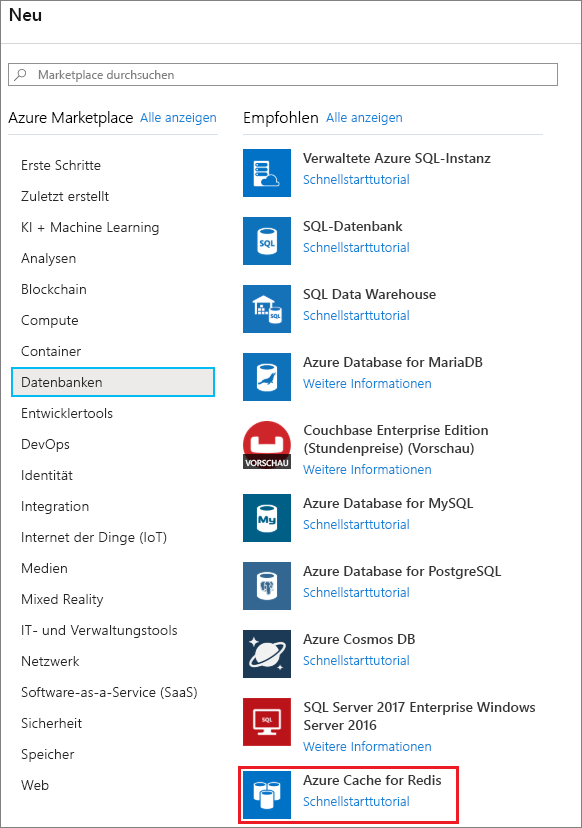 Neu
Marketplace durchsuchen
Azure Marketplace Alle anzeigen
Erste Schritte
Zuletzt erstellt
KI + Machine Learning
Analysen
Blockchain
Compute
Container
Datenbanken
Entwicklertools
DevOps
Identität
Integration
Internet der Dinge (IoT)
Medien
Mixed Reality
IT- und Verwaltungstools
Netzwerk
Software-as-a-Service (SaaS)
Sicherheit
Speicher
Web
Empfohlen Alle anzeigen
Verwaltete Azure SQL-Instanz
Schnellstarttutorial
SQL
SQL-Datenbank
Schnellstarttutorial
SQL
SQL Data Warehouse
Schnellstarttutorial
Azure Database for MariaDB
Weitere Informationen
VORSCHAU
Couchbase Enterprise Edition
(Stundenpreise) (Vorschau)
Weitere Informationen
My
Azure Database for MySQL
Schnellstarttutorial
Azure Database for PostgreSQL
Schnellstarttutorial
Azure Cosmos DB
Schnellstarttutorial
SQL
SQL Server 2017 Enterprise Windows
Server 2016
Weitere Informationen
Azure Cache for Redis
Schnellstarttutorial